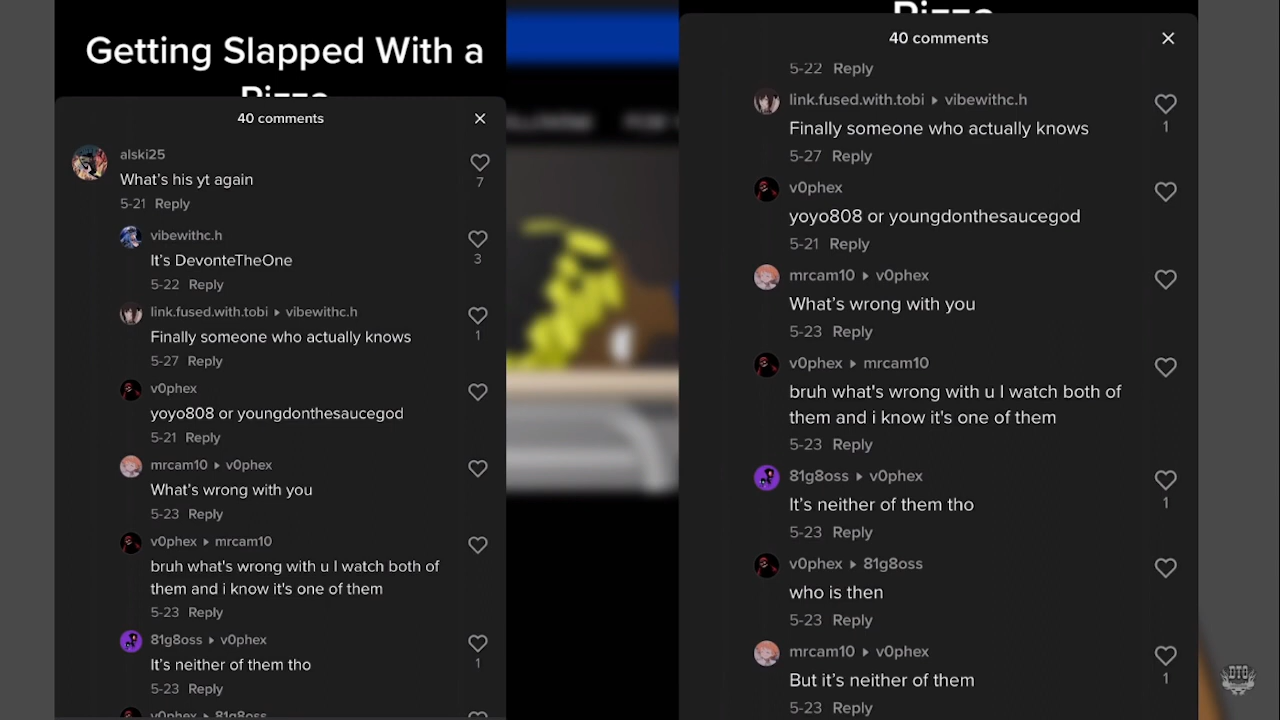 Getting Slapped With a
Pizza
40 comments
alski25
What's his yt again
7
5-21 Reply
vibewithc.h
It's DevonteTheOne
3
5-22 Reply
link.fused.with.tobi ▸ vibewithc.h
Finally someone who actually knows
1
5-27 Reply
v0phex
yoyo808 or youngdonthesaucegod
5-21 Reply
mrcam10 ▸ v0phex
What's wrong with you
5-23 Reply
v0phex ▸ mrcam10
bruh what's wrong with u I watch both of
them and i know it's one of them
5-23 Reply
81g8oss ▸ v0phex
It's neither of them tho
1
5-23 Reply
v0phex ▸ 81g8oss
Pizza
40 comments
5-22 Reply
link.fused.with.tobi ▸ vibewithc.h
Finally someone who actually knows
1
5-27 Reply
v0phex
yoyo808 or youngdonthesaucegod
5-21 Reply
mrcam10 ▸ v0phex
What's wrong with you
5-23 Reply
v0phex ▸ mrcam10
bruh what's wrong with u I watch both of
them and i know it's one of them
5-23 Reply
81g8oss ▸ v0phex
It's neither of them tho
1
5-23 Reply
v0phex ▸ 81g8oss
who is then
5-23 Reply
mrcam10 ▸ v0phex
But it's neither of them
1
5-23 Reply
DTO